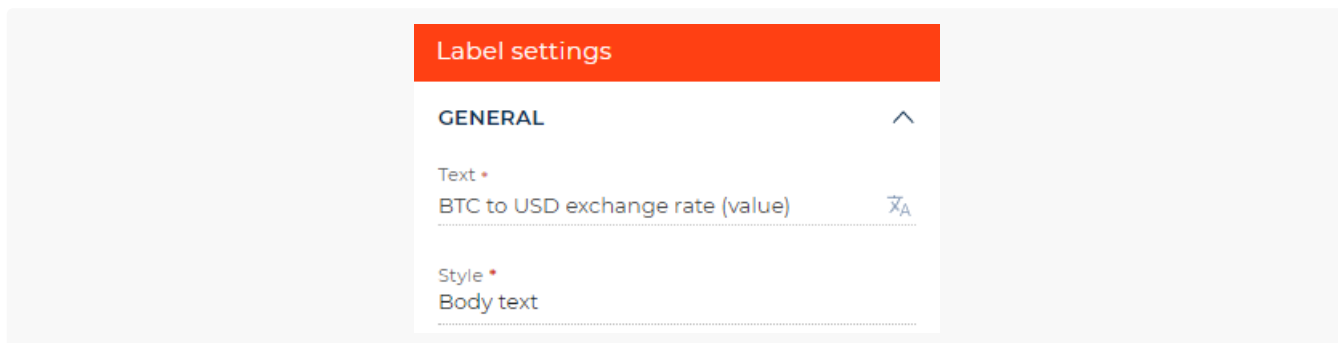 Label settings
GENERAL
Text •
BTC to USD exchange rate (value)
Style •
Body text